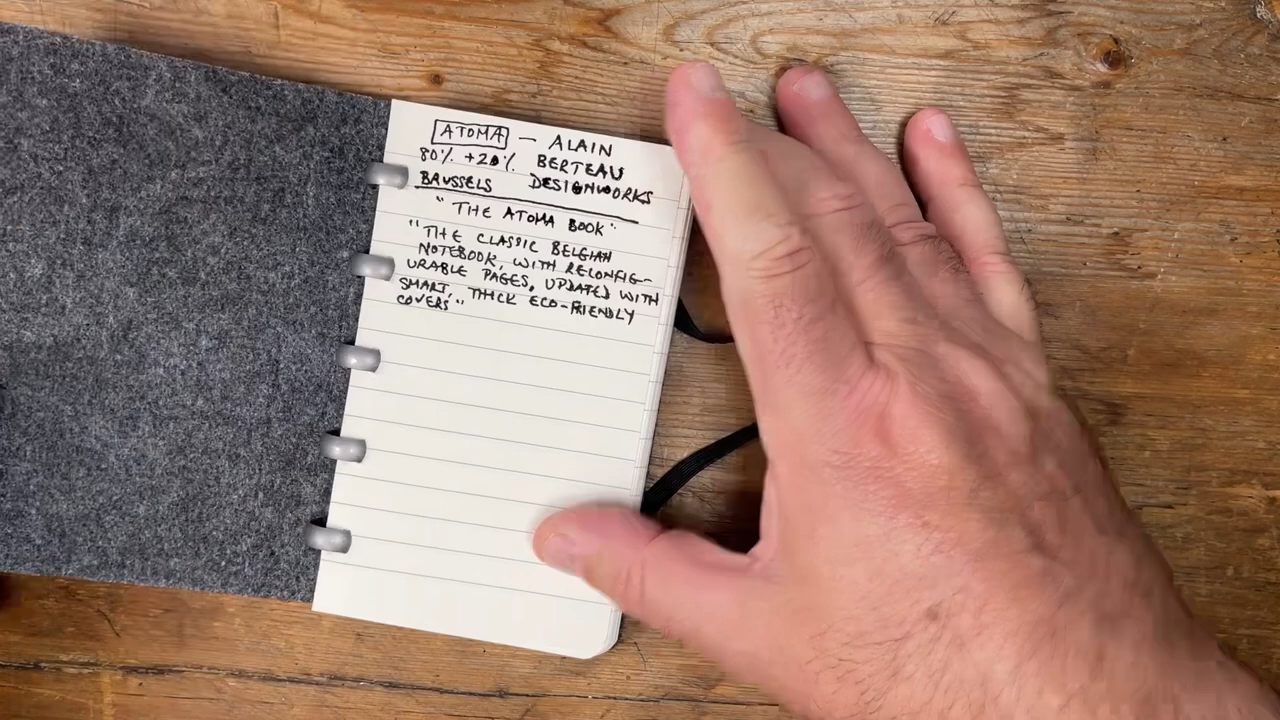 ATOMA — ALAIN
80% +20% BERTEAU
BRUSSELS DESIGNWORKS
"THE ATOMA BOOK"
"THE CLASSIC BELGIAN
NOTEBOOK, WITH RECONFIG-
URABLE PAGES, UPDATED WITH
SMART, THICK ECO-FRIENDLY
COVERS"